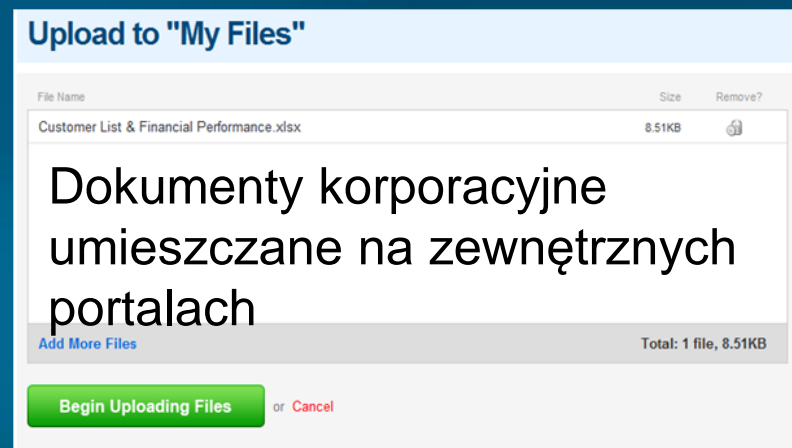 Upload to "My Files"
File Name Size Remove?
Customer List & Financial Performance.xlsx 8.51KB
Dokumenty korporacyjne
umieszczane na zewnętrznych
portalach
Add More Files Total: 1 file, 8.51KB
Begin Uploading Files or Cancel